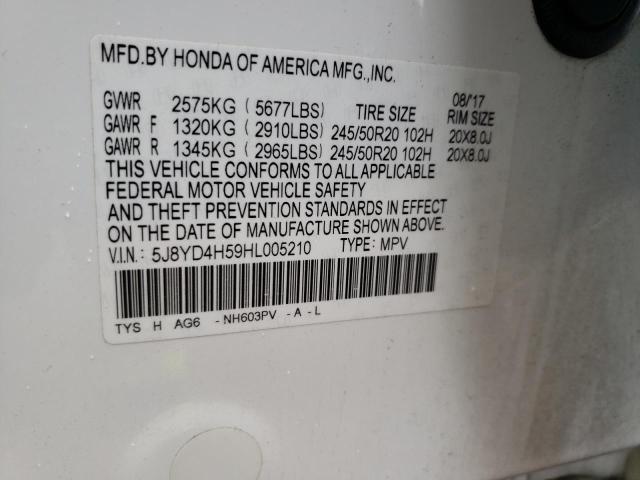 MFD.BY HONDA OF AMERICA MFG.,INC.
08/'17
GVWR 2575KG ( 5677LBS) TIRE SIZE RIM SIZE
GAWR F 1320KG ( 2910LBS) 245/50R20 102H 20X8.0J
GAWR R 1345KG ( 2965LBS) 245/50R20 102H 20X8.0J
THIS VEHICLE CONFORMS TO ALL APPLICABLE
FEDERAL MOTOR VEHICLE SAFETY
AND THEFT PREVENTION STANDARDS IN EFFECT
ON THE DATE OF MANUFACTURE SHOWN ABOVE.
V.I.N.: 5J8YD4H59HL005210 TYPE: MPV
TYS H AG6 -NH603PV -A-L